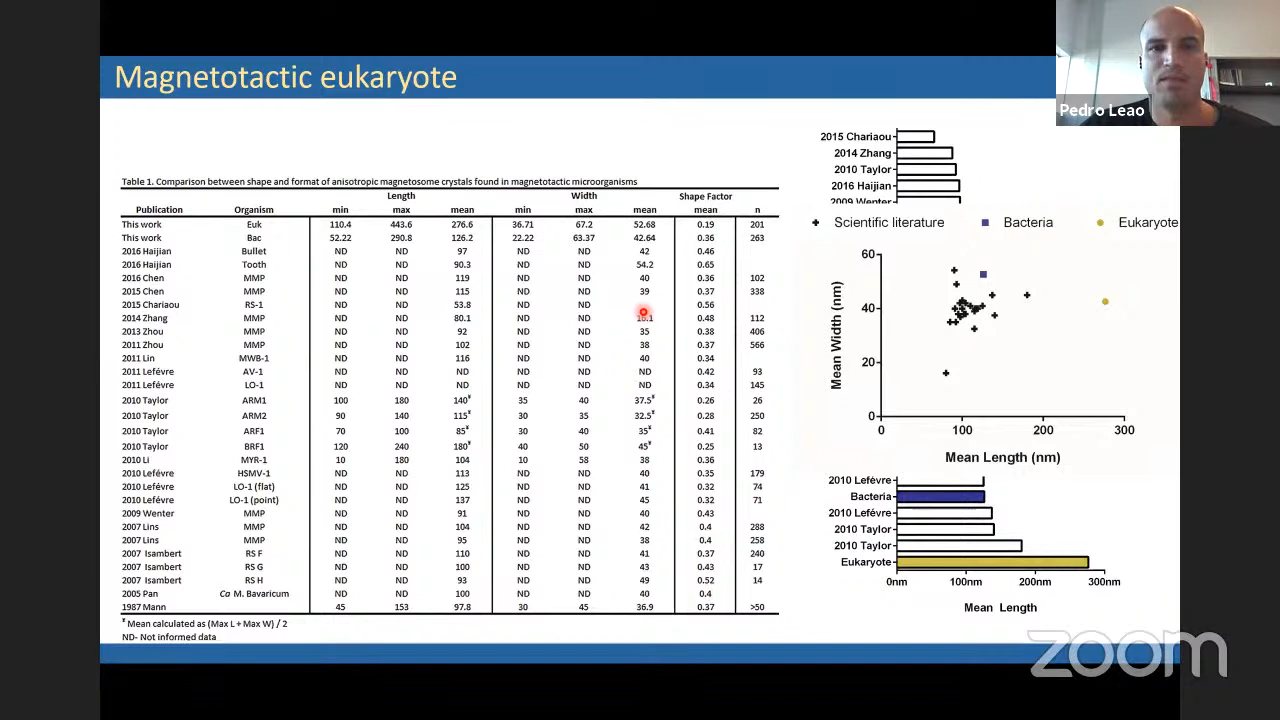 Magnetotactic eukaryote
Pedro Leao
Table 1. Comparison between shape and format of anisotropic magnetosome crystals found in magnetotactic microorganisms
Length Width Shape Factor
Publication Organism min max mean min max mean mean n
This work Euk 110.4 443.6 276.6 36.71 67.2 52.68 0.19 201
This work Bac 52.22 290.8 126.2 22.22 63.37 42.64 0.36 263
2016 Haijian Bullet ND ND 97 ND ND 42 0.46
2016 Haijian Tooth ND ND 90.3 ND ND 54.2 0.65
2016 Chen MMP ND ND 119 ND ND 40 0.36 102
2015 Chen MMP ND ND 115 ND ND 39 0.37 338
2015 Chariaou RS-1 ND ND 53.8 ND ND 0.56
2014 Zhang MMP ND ND 80.1 ND ND 0.48 112
2013 Zhou MMP ND ND 92 ND ND 35 0.38 406
2011 Zhou MMP ND ND 102 ND ND 38 0.37 566
2011 Lin MWB-1 ND ND 116 ND ND 40 0.34
2011 Lefévre AV-1 ND ND ND ND ND ND 0.42 93
2011 Lefévre LO-1 ND ND ND ND ND ND 0.34 145
2010 Taylor ARM1 100 180 140¥ 35 40 37.5¥ 0.26 26
2010 Taylor ARM2 90 140 115¥ 30 35 32.5¥ 0.28 250
2010 Taylor ARF1 70 100 85¥ 30 40 35¥ 0.41 82
2010 Taylor BRF1 120 240 180¥ 40 50 45¥ 0.25 13
2010 Li MYR-1 10 180 104 10 58 38 0.36
2010 Lefévre HSMV-1 ND ND 113 ND ND 40 0.35 179
2010 Lefévre LO-1 (flat) ND ND 125 ND ND 41 0.32 74
2010 Lefévre LO-1 (point) ND ND 137 ND ND 45 0.32 71
2009 Wenter MMP ND ND 91 ND ND 40 0.43
2007 Lins MMP ND ND 104 ND ND 42 0.4 288
2007 Lins MMP ND ND 95 ND ND 38 0.4 258
2007 Isambert RS F ND ND 110 ND ND 41 0.37 240
2007 Isambert RS G ND ND 100 ND ND 43 0.43 17
2007 Isambert RS H ND ND 93 ND ND 49 0.52 14
2005 Pan Ca M. Bavaricum ND ND 100 ND ND 40 0.4
1987 Mann 45 153 97.8 30 45 36.9 0.37 >50
¥ Mean calculated as (Max L + Max W) / 2
ND- Not informed data
2015 Chariaou
2014 Zhang
2010 Taylor
2016 Haijian
2009 Wenter
Scientific literature Bacteria Eukaryote
Mean Width (nm)
60
40
20
0
0 100 200 300
Mean Length (nm)
2010 Lefévre
Bacteria
2010 Lefévre
2010 Taylor
2010 Taylor
Eukaryote
0nm 100nm 200nm 300nm
Mean Length
zoom